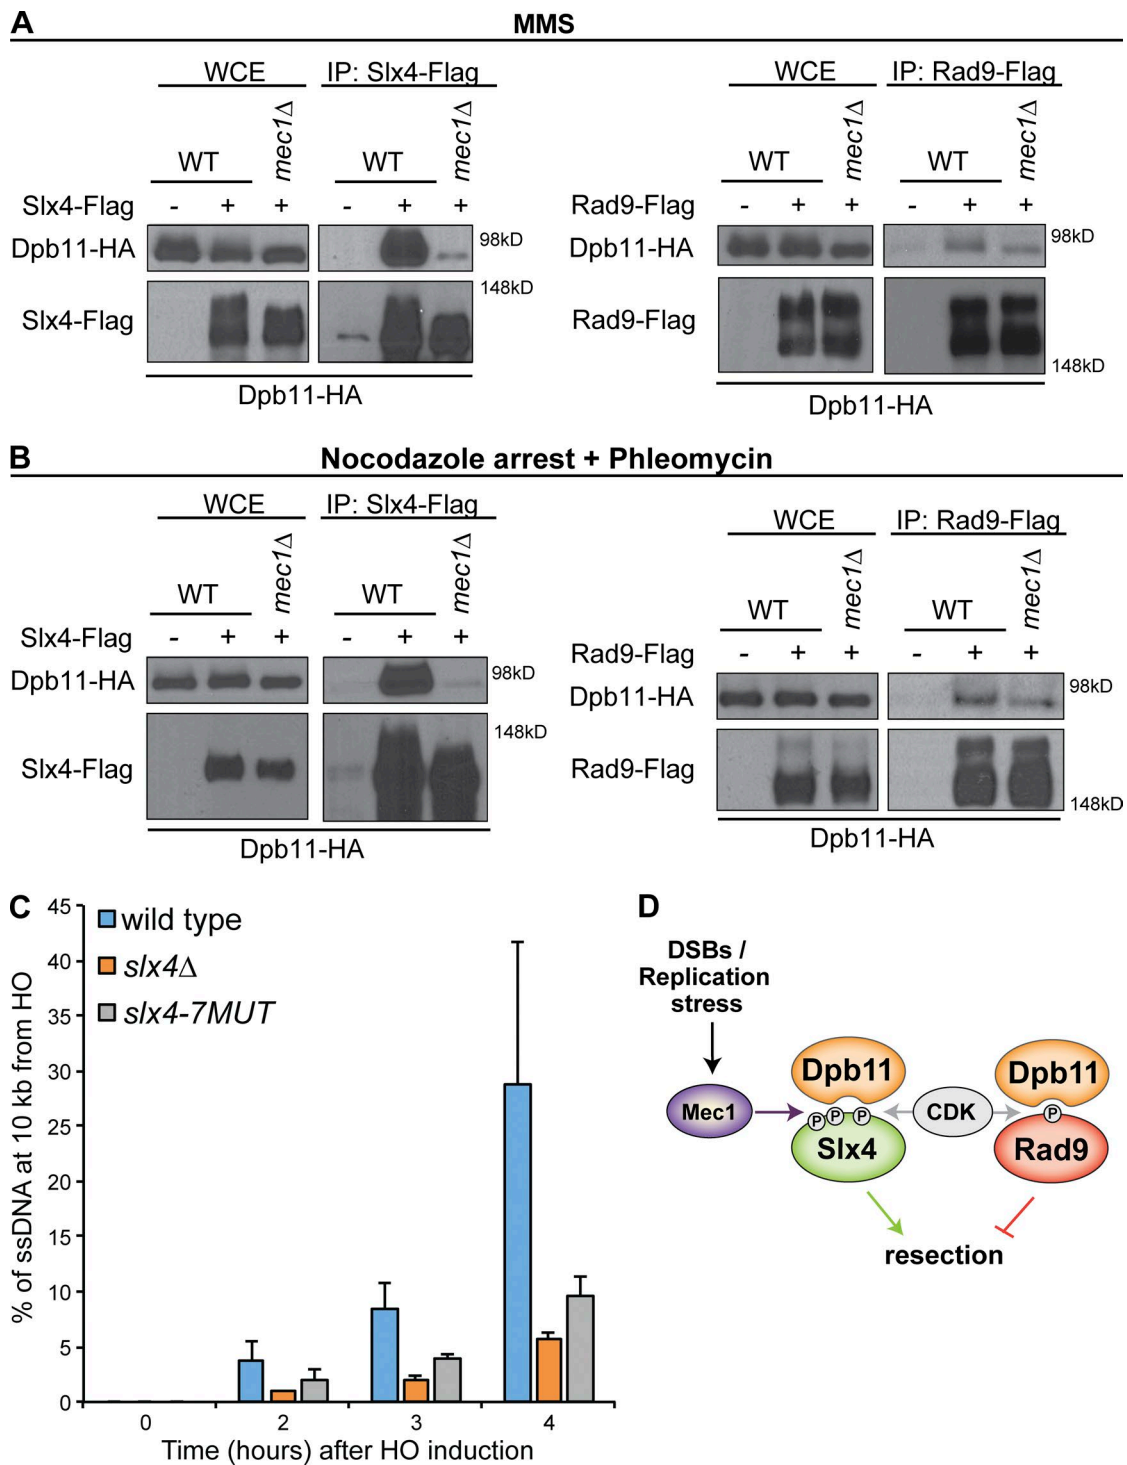 A
MMS
WCE
IP: Slx4-Flag
WT
mec1Δ
WT
mec1Δ
Slx4-Flag - + + - + +
Dpb11-HA
98kD
148kD
Slx4-Flag
Dpb11-HA
WCE
IP: Rad9-Flag
WT
mec1Δ
WT
mec1Δ
Rad9-Flag - + + - + +
Dpb11-HA
98kD
Rad9-Flag
148kD
Dpb11-HA
B
Nocodazole arrest + Phleomycin
WCE
IP: Slx4-Flag
WT
mec1Δ
WT
mec1Δ
Slx4-Flag - + + - + +
Dpb11-HA
98kD
148kD
Slx4-Flag
Dpb11-HA
WCE
IP: Rad9-Flag
WT
mec1Δ
WT
mec1Δ
Rad9-Flag - + + - + +
Dpb11-HA
98kD
Rad9-Flag
148kD
Dpb11-HA
C
% of ssDNA at 10 kb from HO
45
40
35
30
25
20
15
10
5
0
wild type
slx4Δ
slx4-7MUT
0 2 3 4
Time (hours) after HO induction
D
DSBs /
Replication
stress
Mec1
Dpb11
P P P
Slx4
CDK
Dpb11
P
Rad9
resection